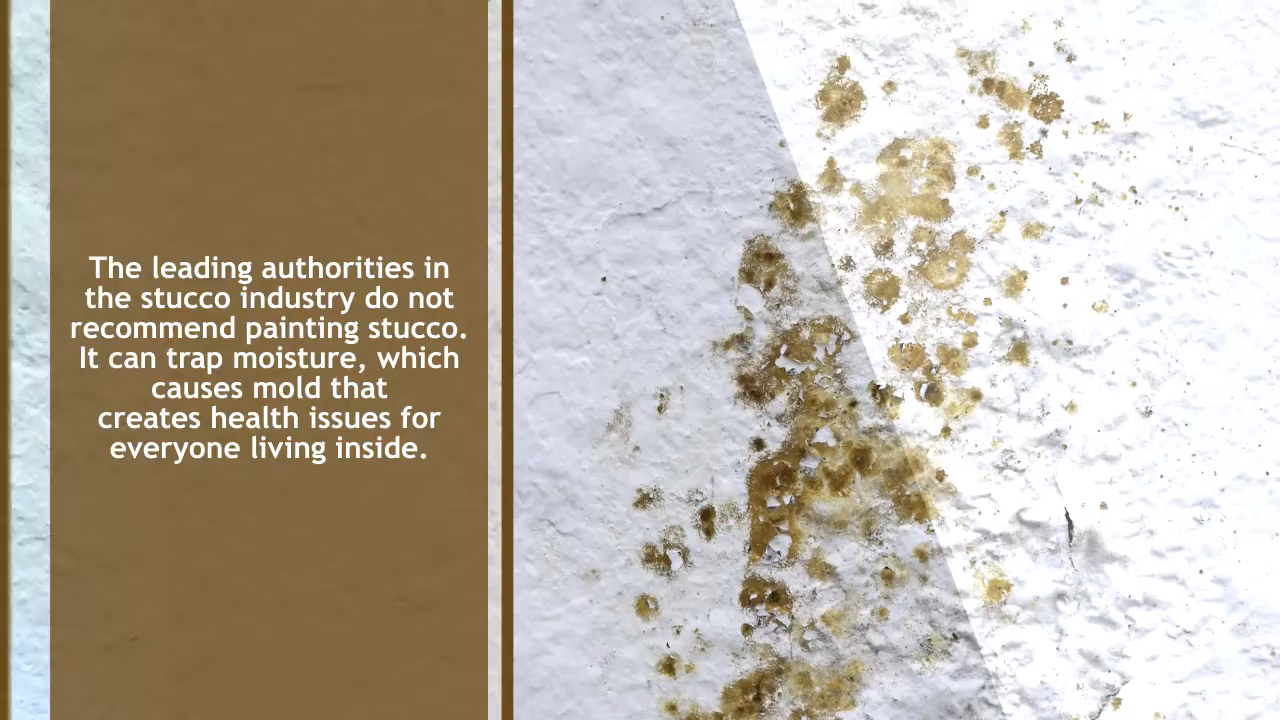 The leading authorities in
the stucco industry do not
recommend painting stucco.
It can trap moisture, which
causes mold that
creates health issues for
everyone living inside.